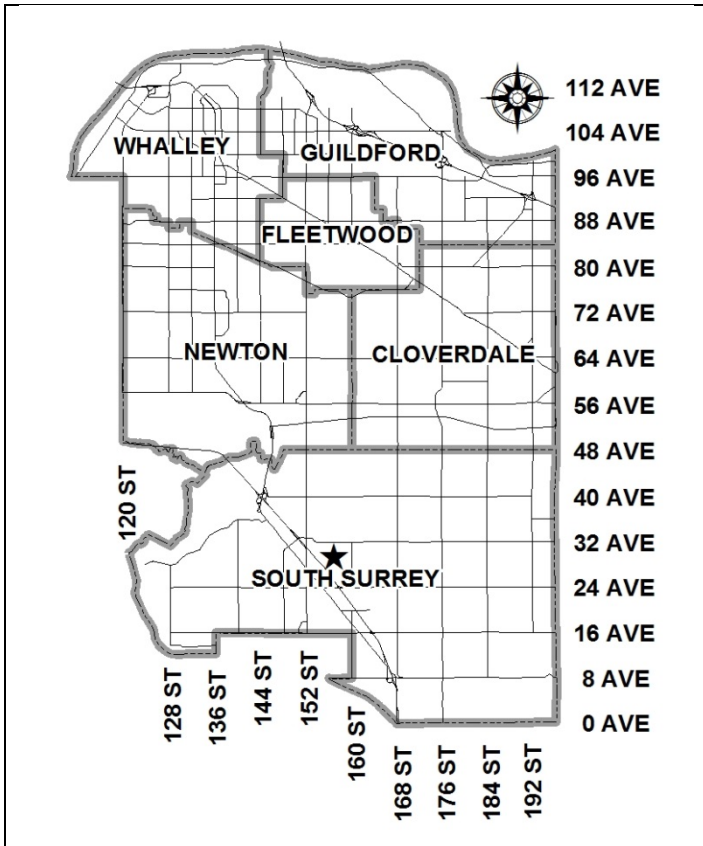 112 AVE
104 AVE
WHALLEY
GUILDFORD
96 AVE
88 AVE
FLEETWOOD
80 AVE
72 AVE
NEWTON
CLOVERDALE
64 AVE
56 AVE
48 AVE
120 ST
40 AVE
32 AVE
SOUTH SURREY
24 AVE
16 AVE
128 ST
136 ST
144 ST
152 ST
160 ST
8 AVE
0 AVE
168 ST
176 ST
184 ST
192 ST